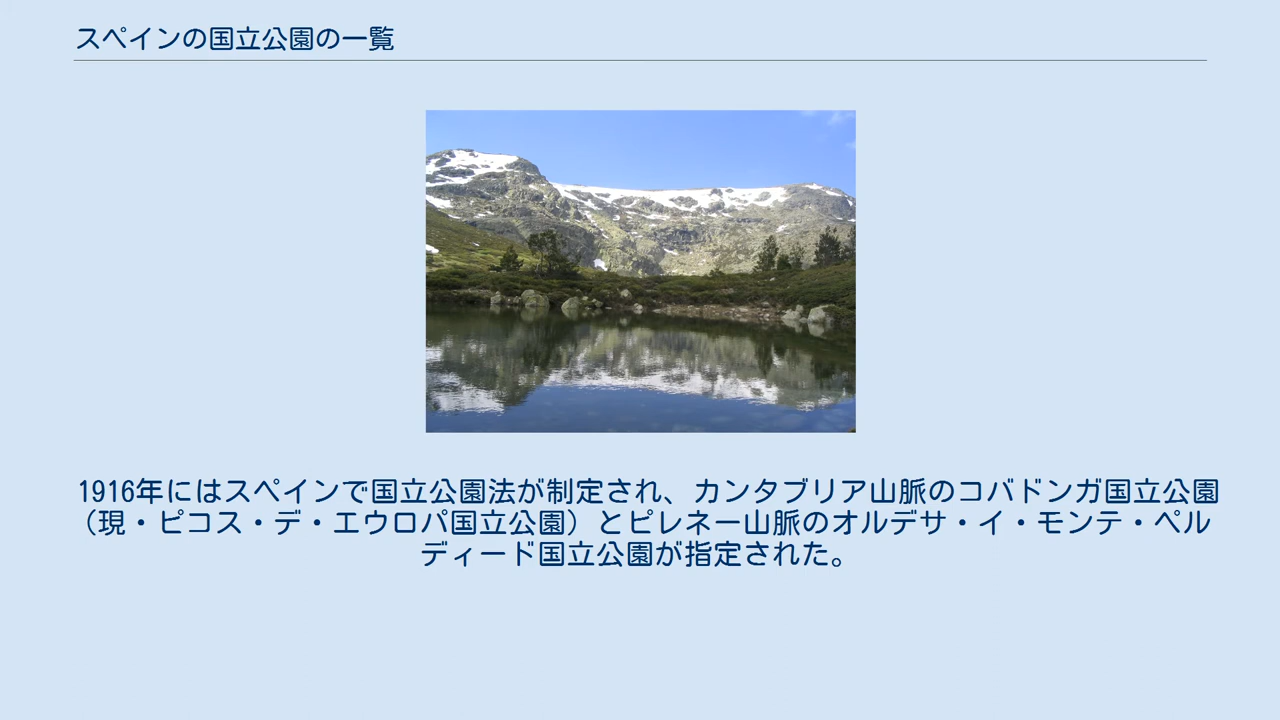 スペインの国立公園の一覧
1916年にはスペインで国立公園法が制定され、カンタブリア山脈のコバドンガ国立公園
（現・ピコス・デ・エウロパ国立公園）とピレネー山脈のオルデサ・イ・モンテ・ペル
ディード国立公園が指定された。